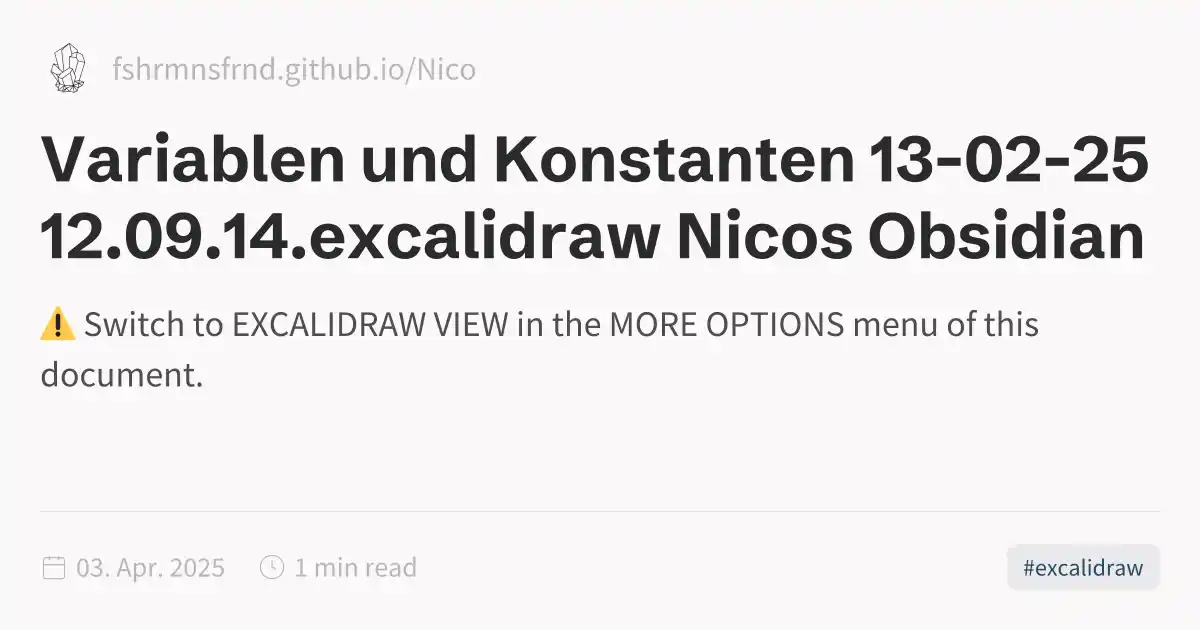 fshrmnsfrnd.github.io/Nico
Variablen und Konstanten 13-02-25
12.09.14.excalidraw Nicos Obsidian
⚠️ Switch to EXCALIDRAW VIEW in the MORE OPTIONS menu of this
document.
03. Apr. 2025 1 min read #excalidraw